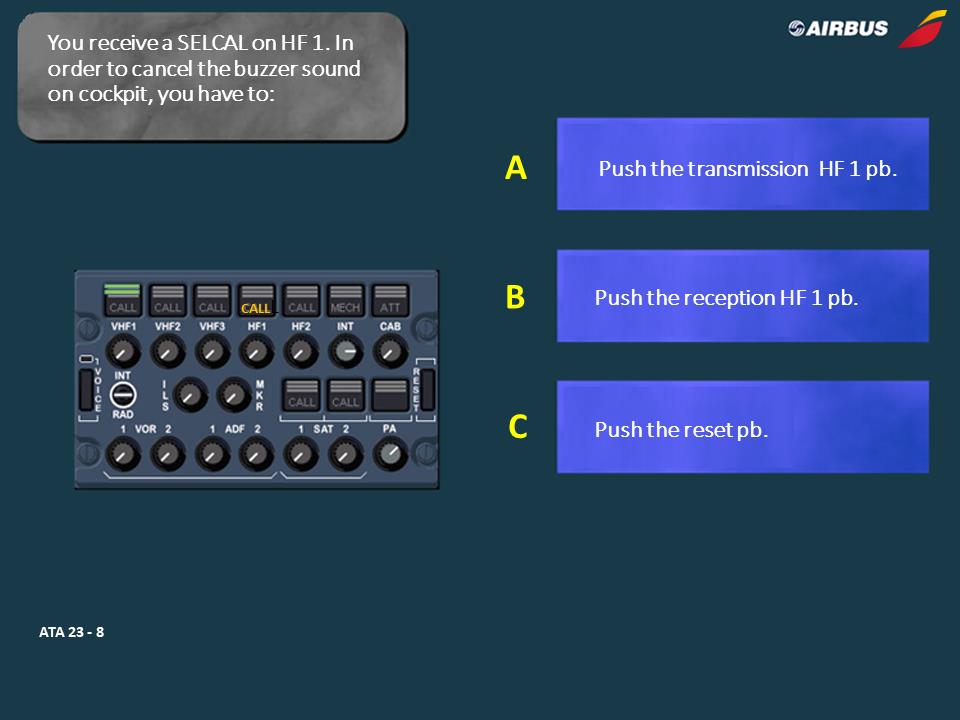 You receive a SELCAL on HF 1. In
order to cancel the buzzer sound
on cockpit, you have to:
AIRBUS
A
Push the transmission HF 1 pb.
B
Push the reception HF 1 pb.
C
Push the reset pb.
CALL CALL CALL CALL CALL MECH ATT
VHF1 VHF2 VHF3 HF1 HF2 INT CAB
VOICE
INT
RAD
ILS
MKR
CALL CALL
RESET
1 VOR 2 1 ADF 2 1 SAT 2 PA
ATA 23 - 8